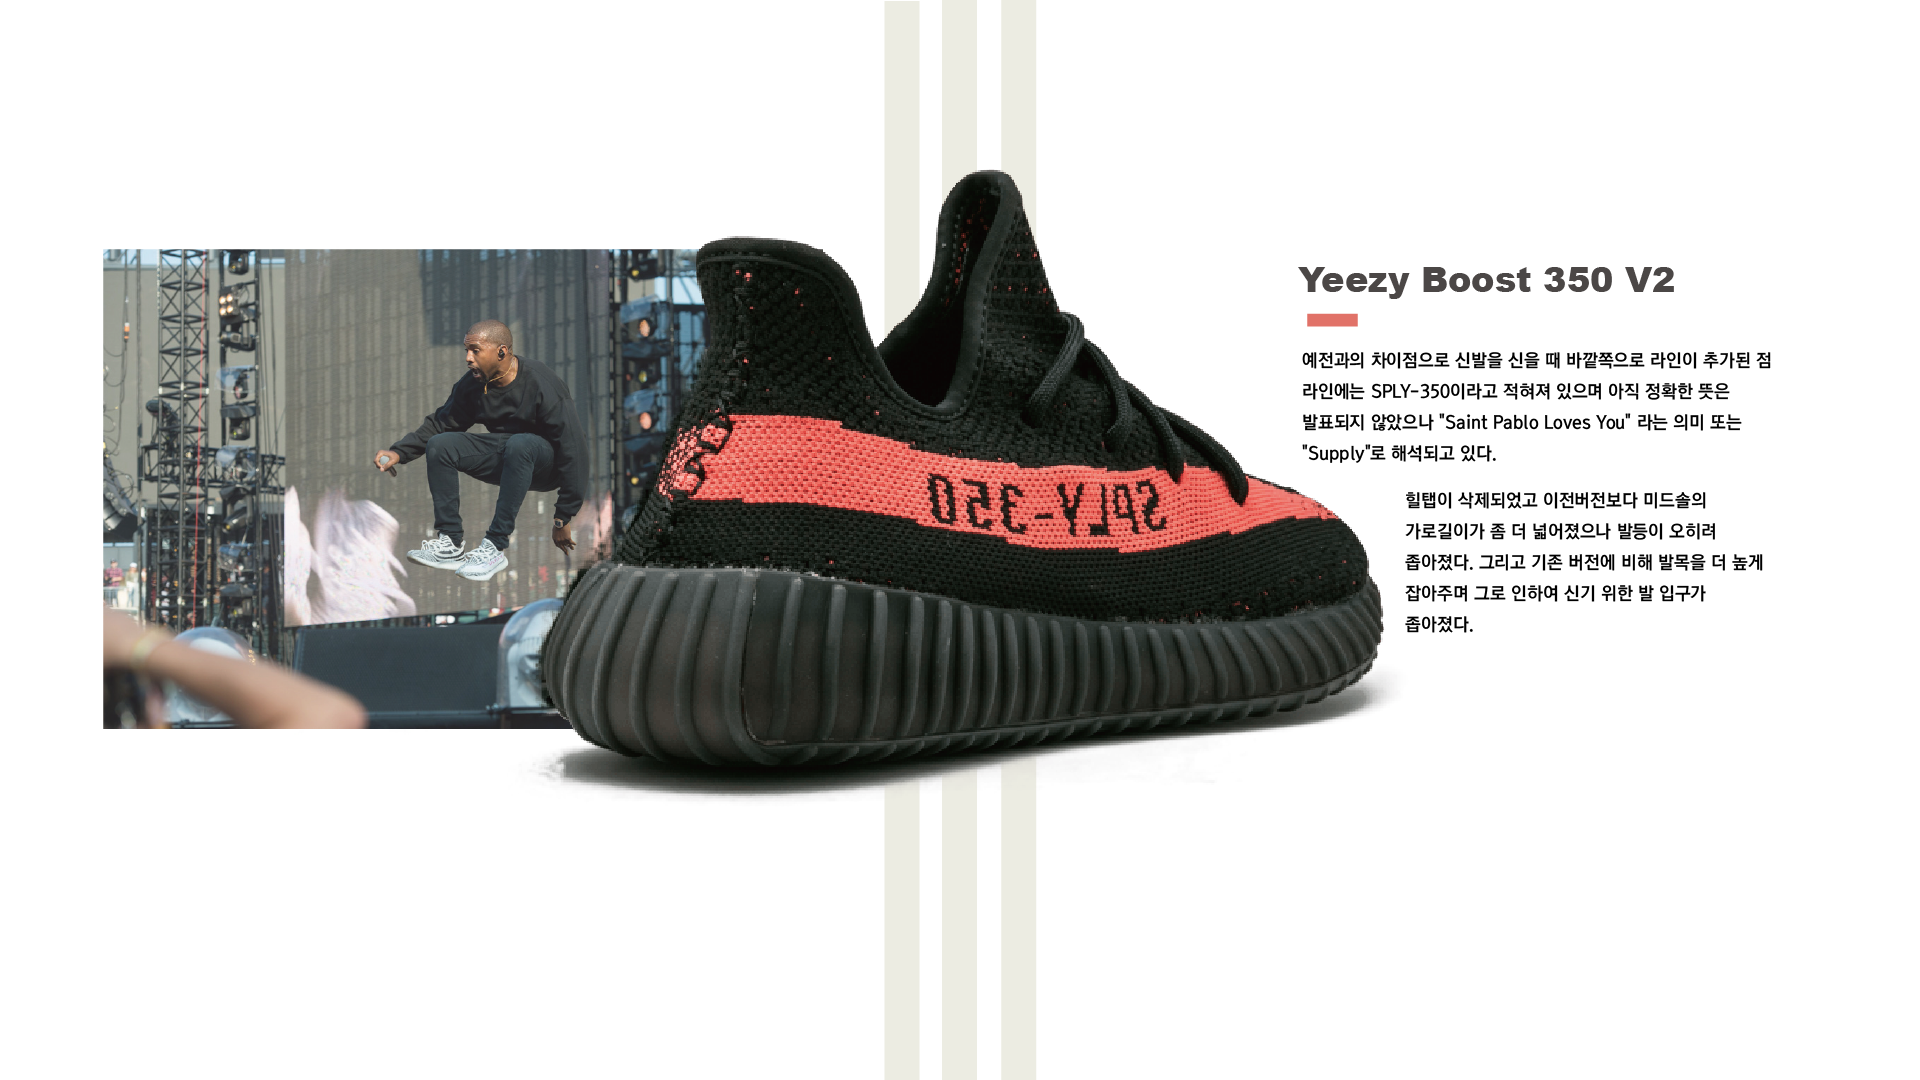 Yeezy Boost 350 V2
예전과의 차이점으로 신발을 신을 때 바깥쪽으로 라인이 추가된 점
라인에는 SPLY-350이라고 적혀져 있으며 아직 정확한 뜻은
발표되지 않았으나 "Saint Pablo Loves You" 라는 의미 또는
"Supply"로 해석되고 있다.
힐탭이 삭제되었고 이전버전보다 미드솔의
가로길이가 좀 더 넓어졌으나 발등이 오히려
좁아졌다. 그리고 기존 버전에 비해 발목을 더 높게
잡아주며 그로 인하여 신기 위한 발 입구가
좁아졌다.
SPLY-350